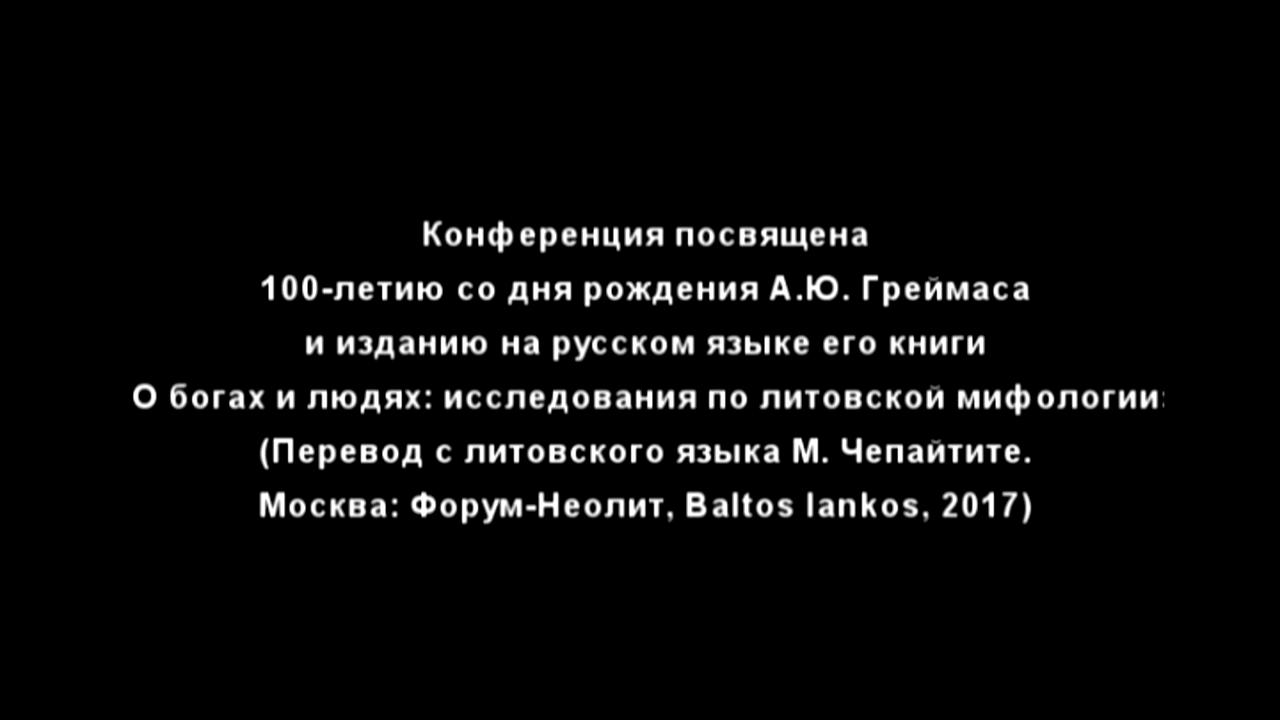 Конференция посвящена
100-летию со дня рождения А.Ю. Греймаса
и изданию на русском языке его книги
О богах и людях: исследования по литовской мифологии:
(Перевод с литовского языка М. Чепайтите.
Москва: Форум-Неолит, Baltos lankos, 2017)